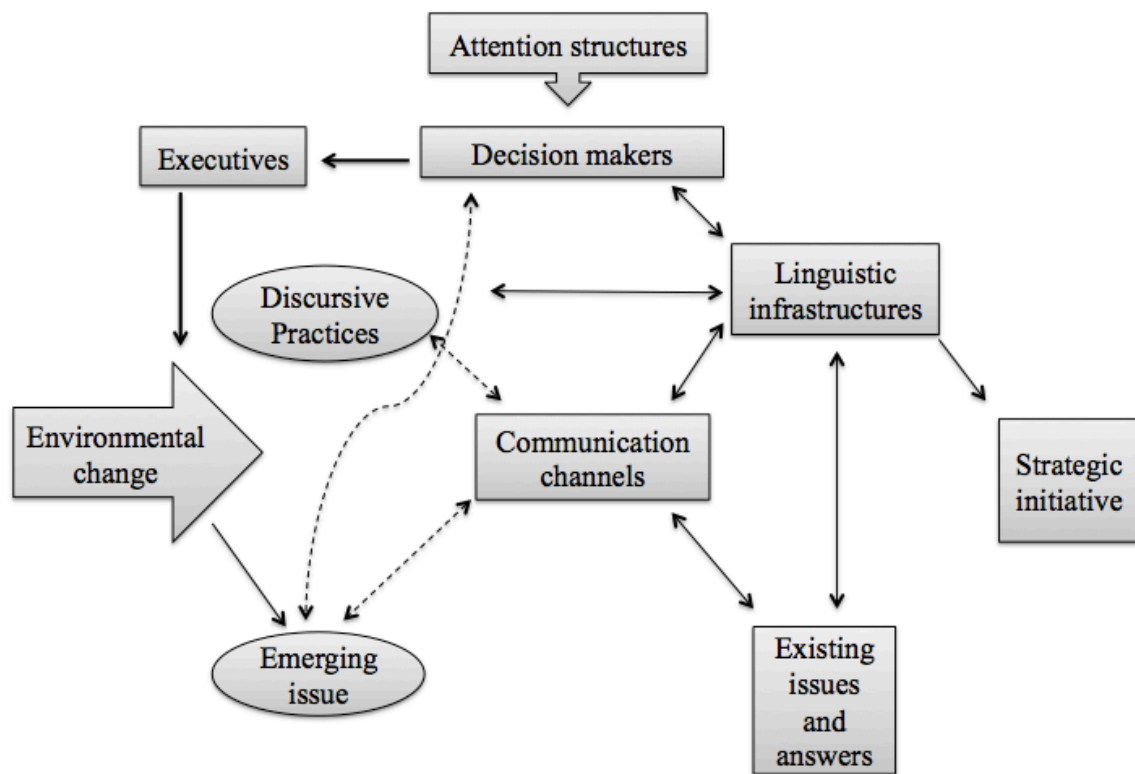 Attention structures
Executives
Decision makers
Discursive
Practices
Linguistic
infrastructures
Environmental
change
Communication
channels
Strategic
initiative
Emerging
issue
Existing
issues
and
answers